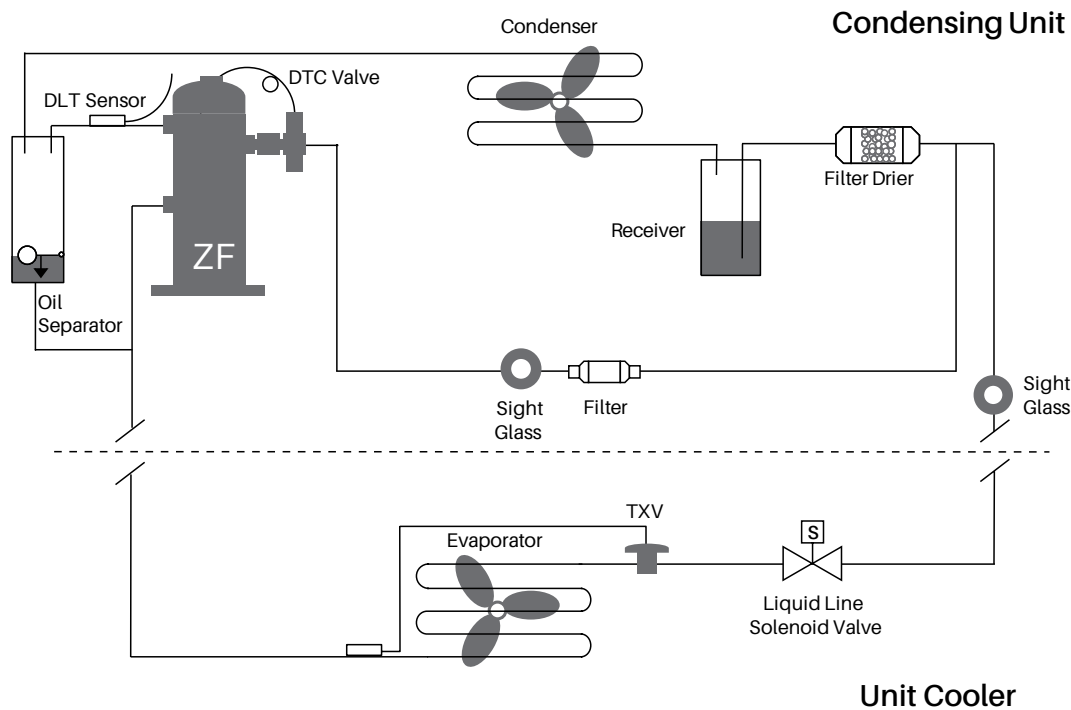 Condensing Unit
Condenser
DTC Valve
DLT Sensor
Filter Drier
Receiver
ZF
Oil
Separator
Sight
Glass
Filter
Sight
Glass
TXV
S
Evaporator
Liquid Line
Solenoid Valve
Unit Cooler